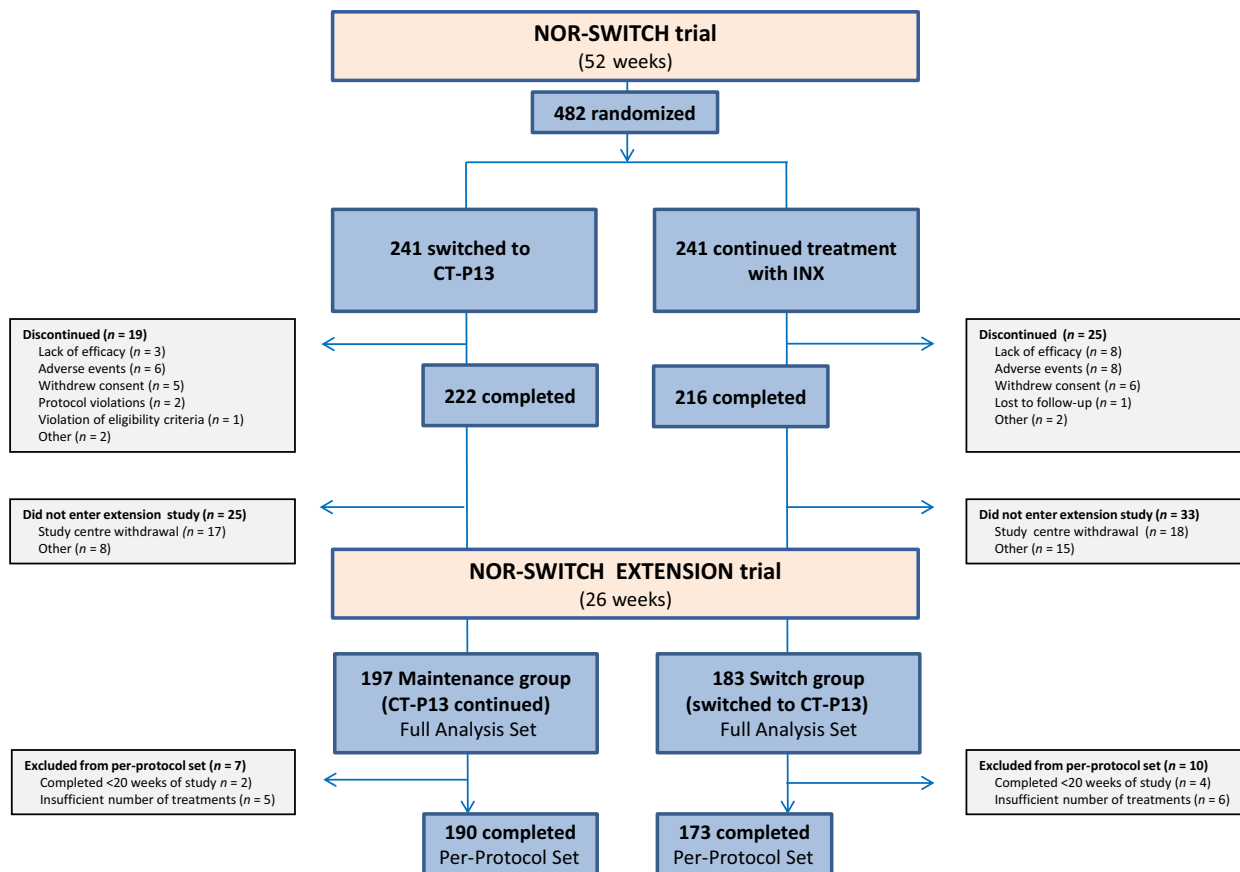 NOR-SWITCH trial
(52 weeks)
482 randomized
241 switched to
CT-P13
241 continued treatment
with INX
Discontinued (n = 19)
Lack of efficacy (n = 3)
Adverse events (n = 6)
Withdrew consent (n = 5)
Protocol violations (n = 2)
Violation of eligibility criteria (n = 1)
Other (n = 2)
Discontinued (n = 25)
Lack of efficacy (n = 8)
Adverse events (n = 8)
Withdrew consent (n = 6)
Lost to follow-up (n = 1)
Other (n = 2)
222 completed
216 completed
Did not enter extension study (n = 25)
Study centre withdrawal (n = 17)
Other (n = 8)
Did not enter extension study (n = 33)
Study centre withdrawal (n = 18)
Other (n = 15)
NOR-SWITCH EXTENSION trial
(26 weeks)
197 Maintenance group
(CT-P13 continued)
Full Analysis Set
183 Switch group
(switched to CT-P13)
Full Analysis Set
Excluded from per-protocol set (n = 7)
Completed <20 weeks of study n = 2)
Insufficient number of treatments (n = 5)
Excluded from per-protocol set (n = 10)
Completed <20 weeks of study (n = 4)
Insufficient number of treatments (n = 6)
190 completed
Per-Protocol Set
173 completed
Per-Protocol Set